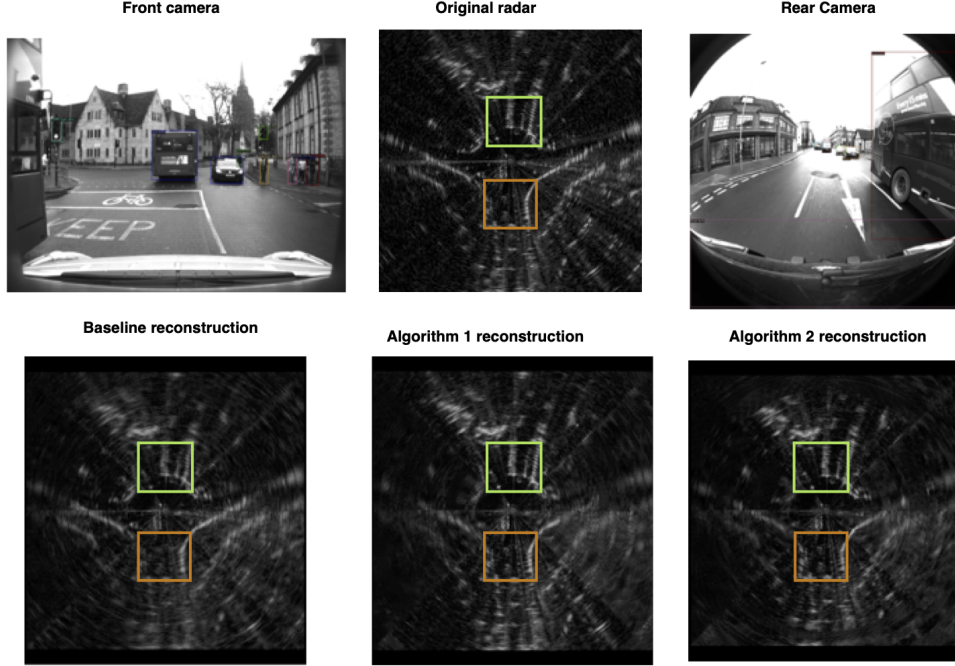 Front camera
Original radar
Rear Camera
KEEP
Baseline reconstruction
Algorithm 1 reconstruction
Algorithm 2 reconstruction